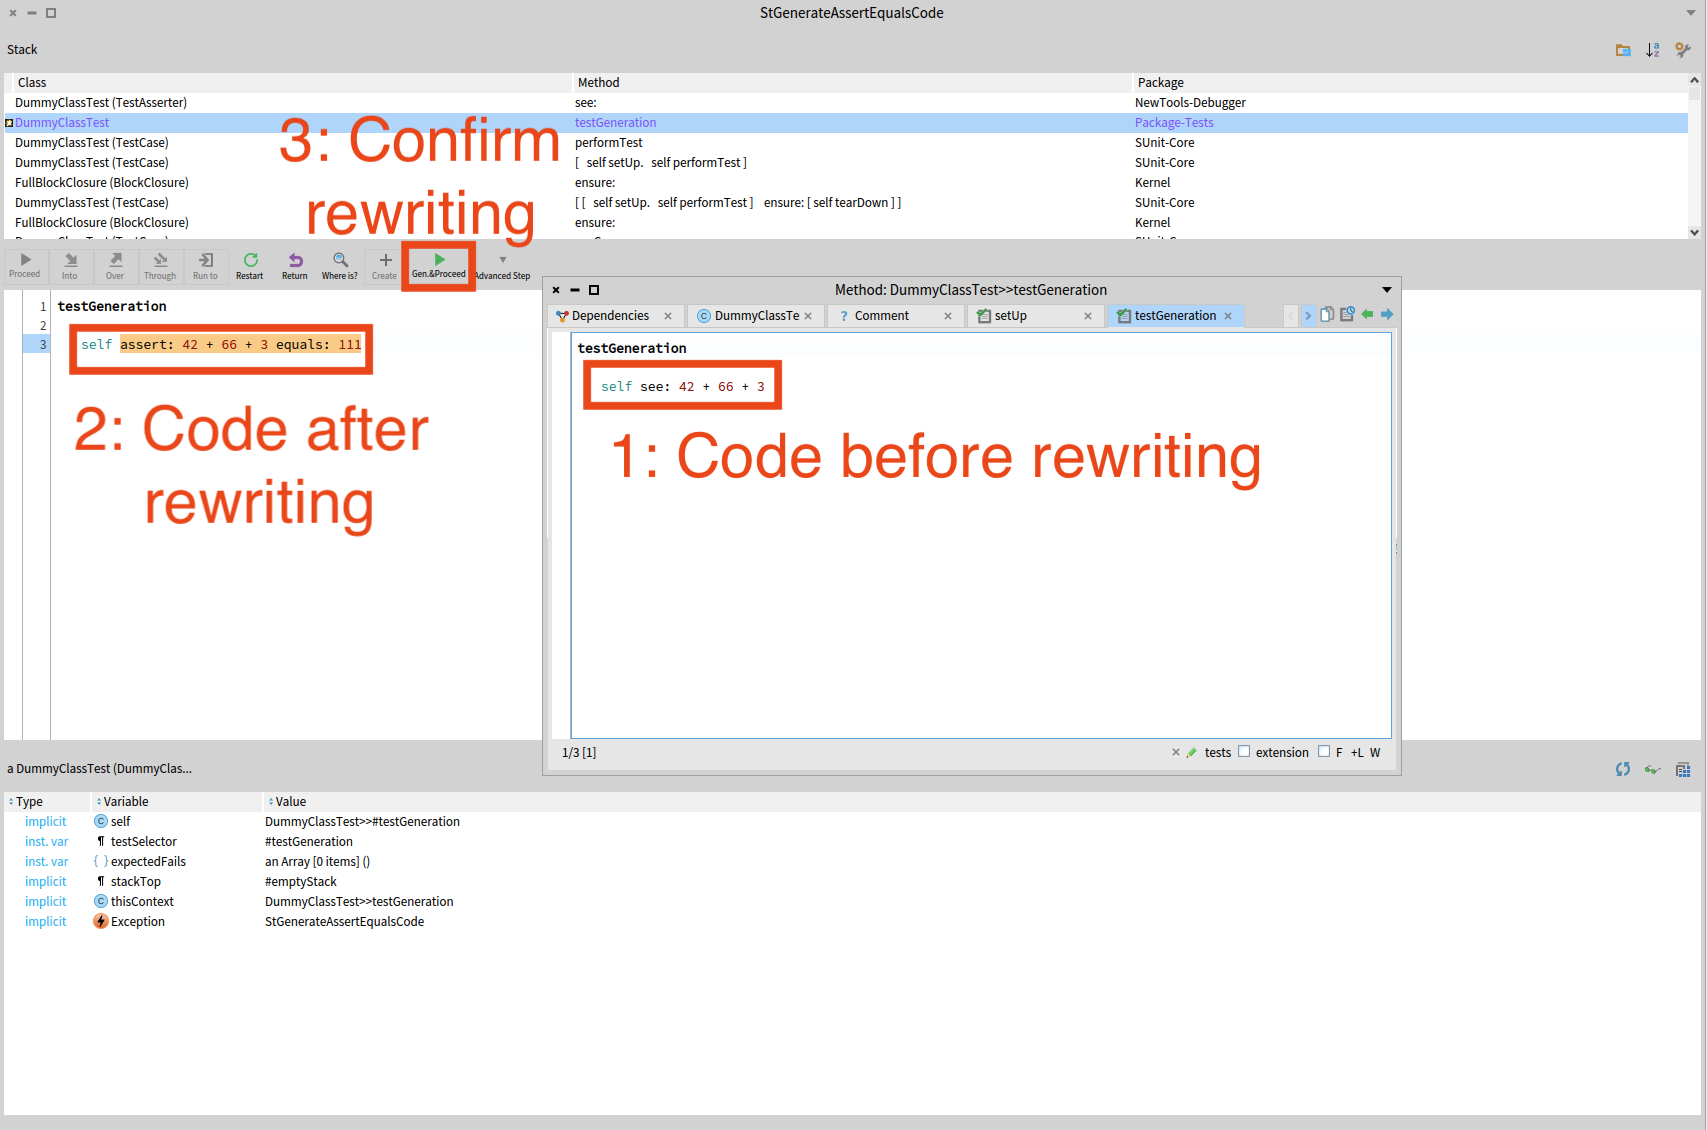 StGenerateAssertEqualsCode
Stack
Class Method Package
DummyClassTest (TestAsserter) see: NewTools-Debugger
DummyClassTest testGeneration Package-Tests
DummyClassTest (TestCase) performTest SUnit-Core
DummyClassTest (TestCase) [ self setUp. self performTest ] SUnit-Core
FullBlockClosure (BlockClosure) ensure: Kernel
DummyClassTest (TestCase) [ [ self setUp. self performTest ] ensure: [ self tearDown ] ] SUnit-Core
FullBlockClosure (BlockClosure) ensure: Kernel
3: Confirm
rewriting
Proceed Into Over Through Run to Restart Return Where is? Create Gen.&Proceed Advanced Step
1 testGeneration
2
3 self assert: 42 + 66 + 3 equals: 111
2: Code after
rewriting
Method: DummyClassTest>>testGeneration
Dependencies DummyClassTe ? Comment setUp testGeneration
testGeneration
self see: 42 + 66 + 3
1: Code before rewriting
1/3 [1] tests extension F +L W
a DummyClassTest (DummyClas...
Type Variable Value
implicit self DummyClassTest>>#testGeneration
inst. var ¶ testSelector #testGeneration
inst. var { } expectedFails an Array [0 items] ()
implicit ¶ stackTop #emptyStack
implicit thisContext DummyClassTest>>testGeneration
implicit Exception StGenerateAssertEqualsCode